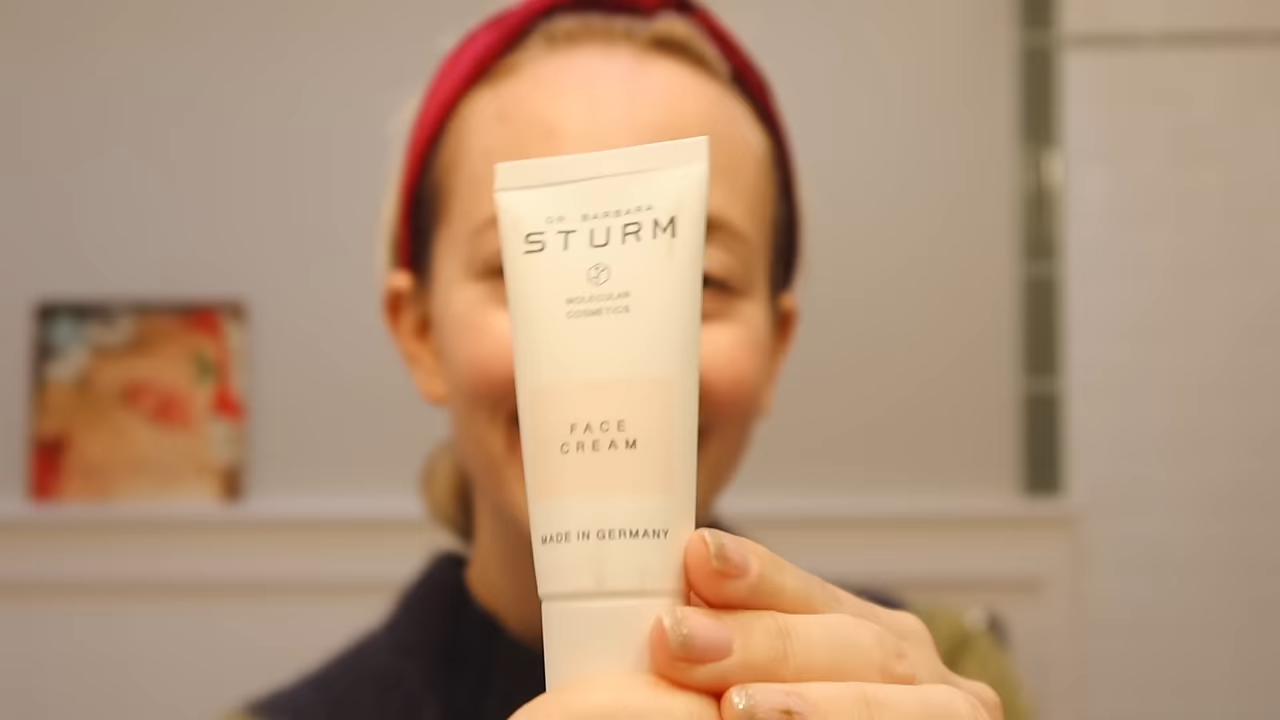 DR. BARBARA
STURM
MOLECULAR
COSMETICS
FACE
CREAM
MADE IN GERMANY